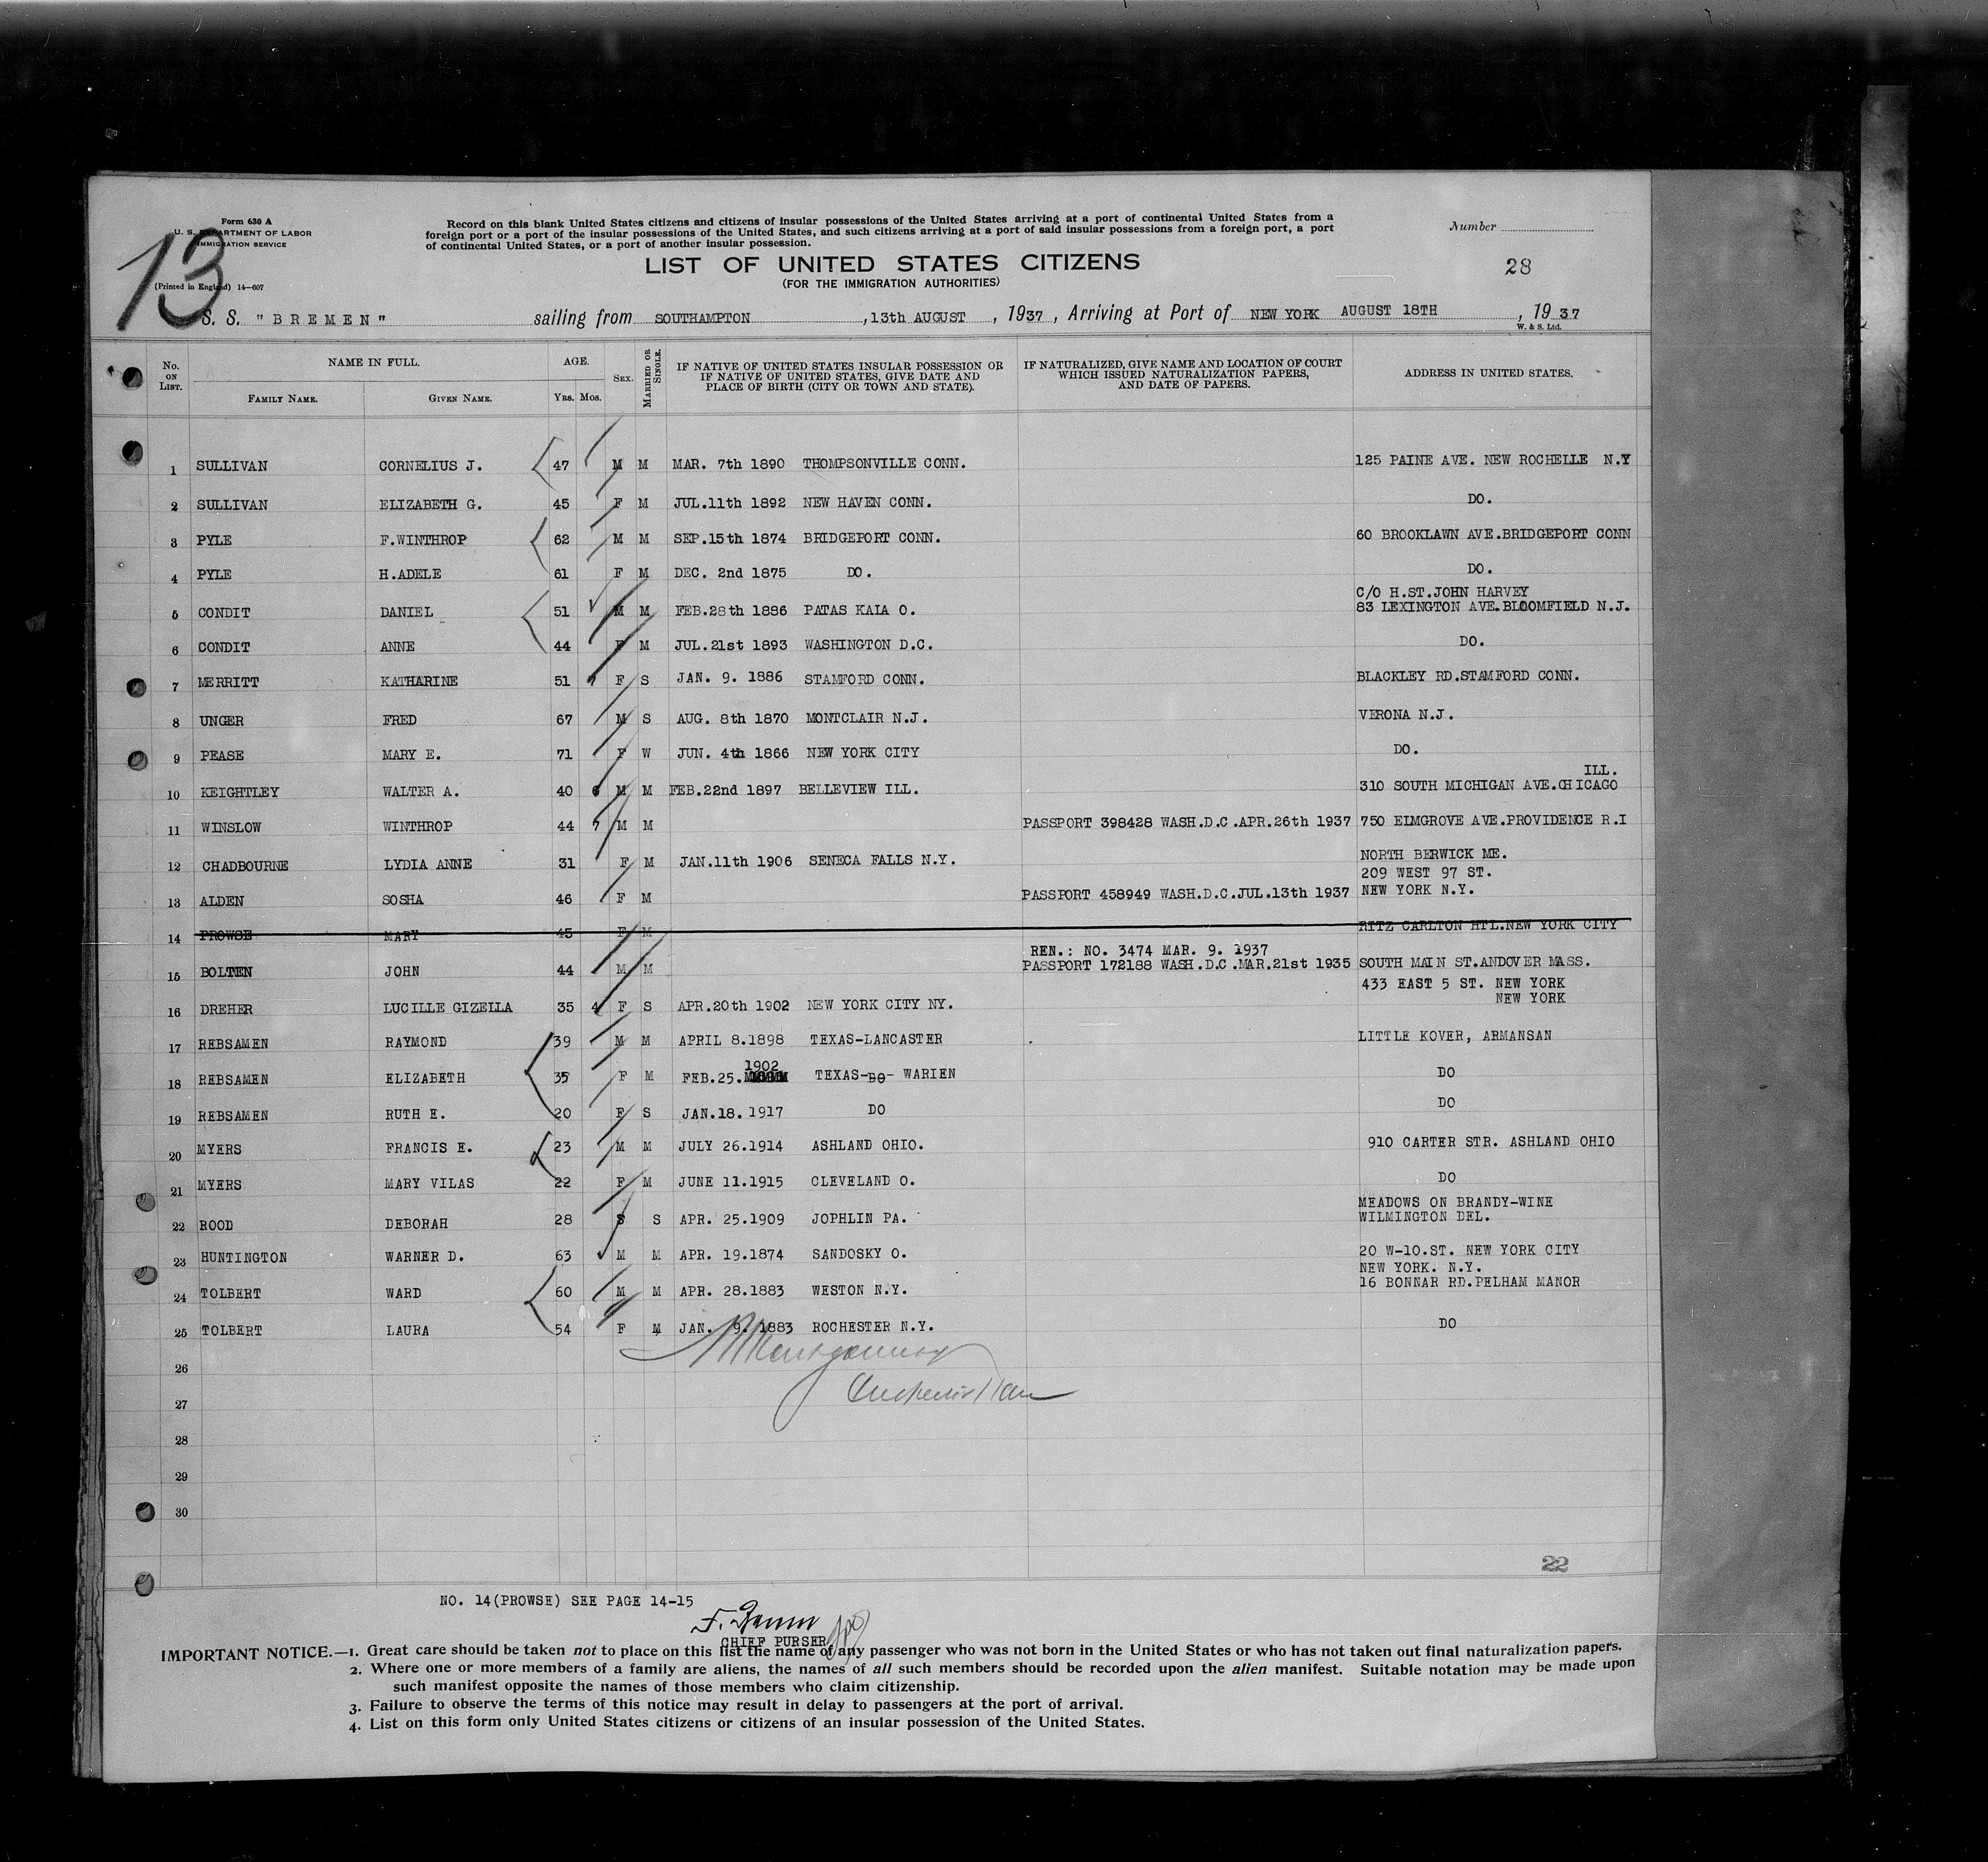 Form 630 A
U. S. DEPARTMENT OF LABOR
IMMIGRATION SERVICE
(Printed in England) 14—607
13
Record on this blank United States citizens and citizens of insular possessions of the United States arriving at a port of continental United States from a
foreign port or a port of the insular possessions of the United States, and such citizens arriving at a port of said insular possessions from a foreign port, a port
of continental United States, or a port of another insular possession.
Number
LIST OF UNITED STATES CITIZENS
(FOR THE IMMIGRATION AUTHORITIES)
28
S. S. "BREMEN" sailing from SOUTHAMPTON, 13th AUGUST, 1937, Arriving at Port of NEW YORK AUGUST 18TH, 1937
W. & S. Ltd.
No. ON LIST. NAME IN FULL. AGE. SEX. MARRIED OR SINGLE. IF NATIVE OF UNITED STATES INSULAR POSSESSION OR IF NATIVE OF UNITED STATES, GIVE DATE AND PLACE OF BIRTH (CITY OR TOWN AND STATE). IF NATURALIZED, GIVE NAME AND LOCATION OF COURT WHICH ISSUED NATURALIZATION PAPERS, AND DATE OF PAPERS. ADDRESS IN UNITED STATES.
FAMILY NAME. GIVEN NAME. YRS. MOS.
1 SULLIVAN CORNELIUS J. 47 M M MAR. 7th 1890 THOMPSONVILLE CONN. 125 PAINE AVE. NEW ROCHELLE N.Y
2 SULLIVAN ELIZABETH G. 45 F M JUL.11th 1892 NEW HAVEN CONN. DO.
3 PYLE F.WINTHROP 62 M M SEP.15th 1874 BRIDGEPORT CONN. 60 BROOKLAWN AVE.BRIDGEPORT CONN
4 PYLE H.ADELE 61 F M DEC. 2nd 1875 DO. DO.
C/O H.ST.JOHN HARVEY
5 CONDIT DANIEL 51 M M FEB.28th 1886 PATAS KAIA O. 83 LEXINGTON AVE.BLOOMFIELD N.J.
6 CONDIT ANNE 44 F M JUL.21st 1893 WASHINGTON D.C. DO.
7 MERRITT KATHARINE 51 7 F S JAN. 9. 1886 STAMFORD CONN. BLACKLEY RD.STAMFORD CONN.
8 UNGER FRED 67 M S AUG. 8th 1870 MONTCLAIR N.J. VERONA N.J.
9 PEASE MARY E. 71 F W JUN. 4th 1866 NEW YORK CITY DO.
ILL.
10 KEIGHTLEY WALTER A. 40 6 M M FEB.22nd 1897 BELLEVIEW ILL. 310 SOUTH MICHIGAN AVE.CHICAGO
11 WINSLOW WINTHROP 44 7 M M PASSPORT 398428 WASH.D.C.APR.26th 1937 750 ELMGROVE AVE.PROVIDENCE R.I
12 CHADBOURNE LYDIA ANNE 31 F M JAN.11th 1906 SENECA FALLS N.Y. NORTH BERWICK ME.
209 WEST 97 ST.
13 ALDEN SOSHA 46 F M PASSPORT 458949 WASH.D.C.JUL.13th 1937 NEW YORK N.Y.
14 PROWSE MARY 45 F M RITZ CARLTON HTL.NEW YORK CITY
REN.: NO. 3474 MAR. 9. 1937
15 BOLTEN JOHN 44 M M PASSPORT 172188 WASH.D.C.MAR.21st 1935 SOUTH MAIN ST.ANDOVER MASS.
433 EAST 5 ST. NEW YORK
NEW YORK
16 DREHER LUCILLE GIZELLA 35 4 F S APR.20th 1902 NEW YORK CITY NY.
17 REBSAMEN RAYMOND 39 M M APRIL 8.1898 TEXAS-LANCASTER LITTLE KOVER, ARMANSAN
1902
18 REBSAMEN ELIZABETH 35 F M FEB.25. TEXAS-DO- WARIEN DO
19 REBSAMEN RUTH E. 20 F S JAN.18.1917 DO DO
20 MYERS FRANCIS E. 23 M M JULY 26.1914 ASHLAND OHIO. 910 CARTER STR. ASHLAND OHIO
21 MYERS MARY VILAS 22 F M JUNE 11.1915 CLEVELAND O. DO
MEADOWS ON BRANDY-WINE
22 ROOD DEBORAH 28 S S APR. 25.1909 JOPHLIN PA. WILMINGTON DEL.
23 HUNTINGTON WARNER D. 63 M M APR. 19.1874 SANDOSKY O. 20 W-10.ST. NEW YORK CITY
NEW YORK. N.Y.
24 TOLBERT WARD 60 M M APR. 28.1883 WESTON N.Y. 16 BONNAR RD.PELHAM MANOR
25 TOLBERT LAURA 54 F M JAN. 9. 1883 ROCHESTER N.Y. DO
26
27
28
29
30
22
NO. 14(PROWSE) SEE PAGE 14-15
CHIEF PURSER
IMPORTANT NOTICE.—1. Great care should be taken not to place on this list the name of any passenger who was not born in the United States or who has not taken out final naturalization papers.
2. Where one or more members of a family are aliens, the names of all such members should be recorded upon the alien manifest. Suitable notation may be made upon
such manifest opposite the names of those members who claim citizenship.
3. Failure to observe the terms of this notice may result in delay to passengers at the port of arrival.
4. List on this form only United States citizens or citizens of an insular possession of the United States.